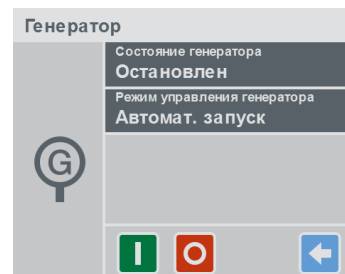 Генератор
Состояние генератора
Остановлен
Режим управления генератора
Автомат. запуск
G
I O